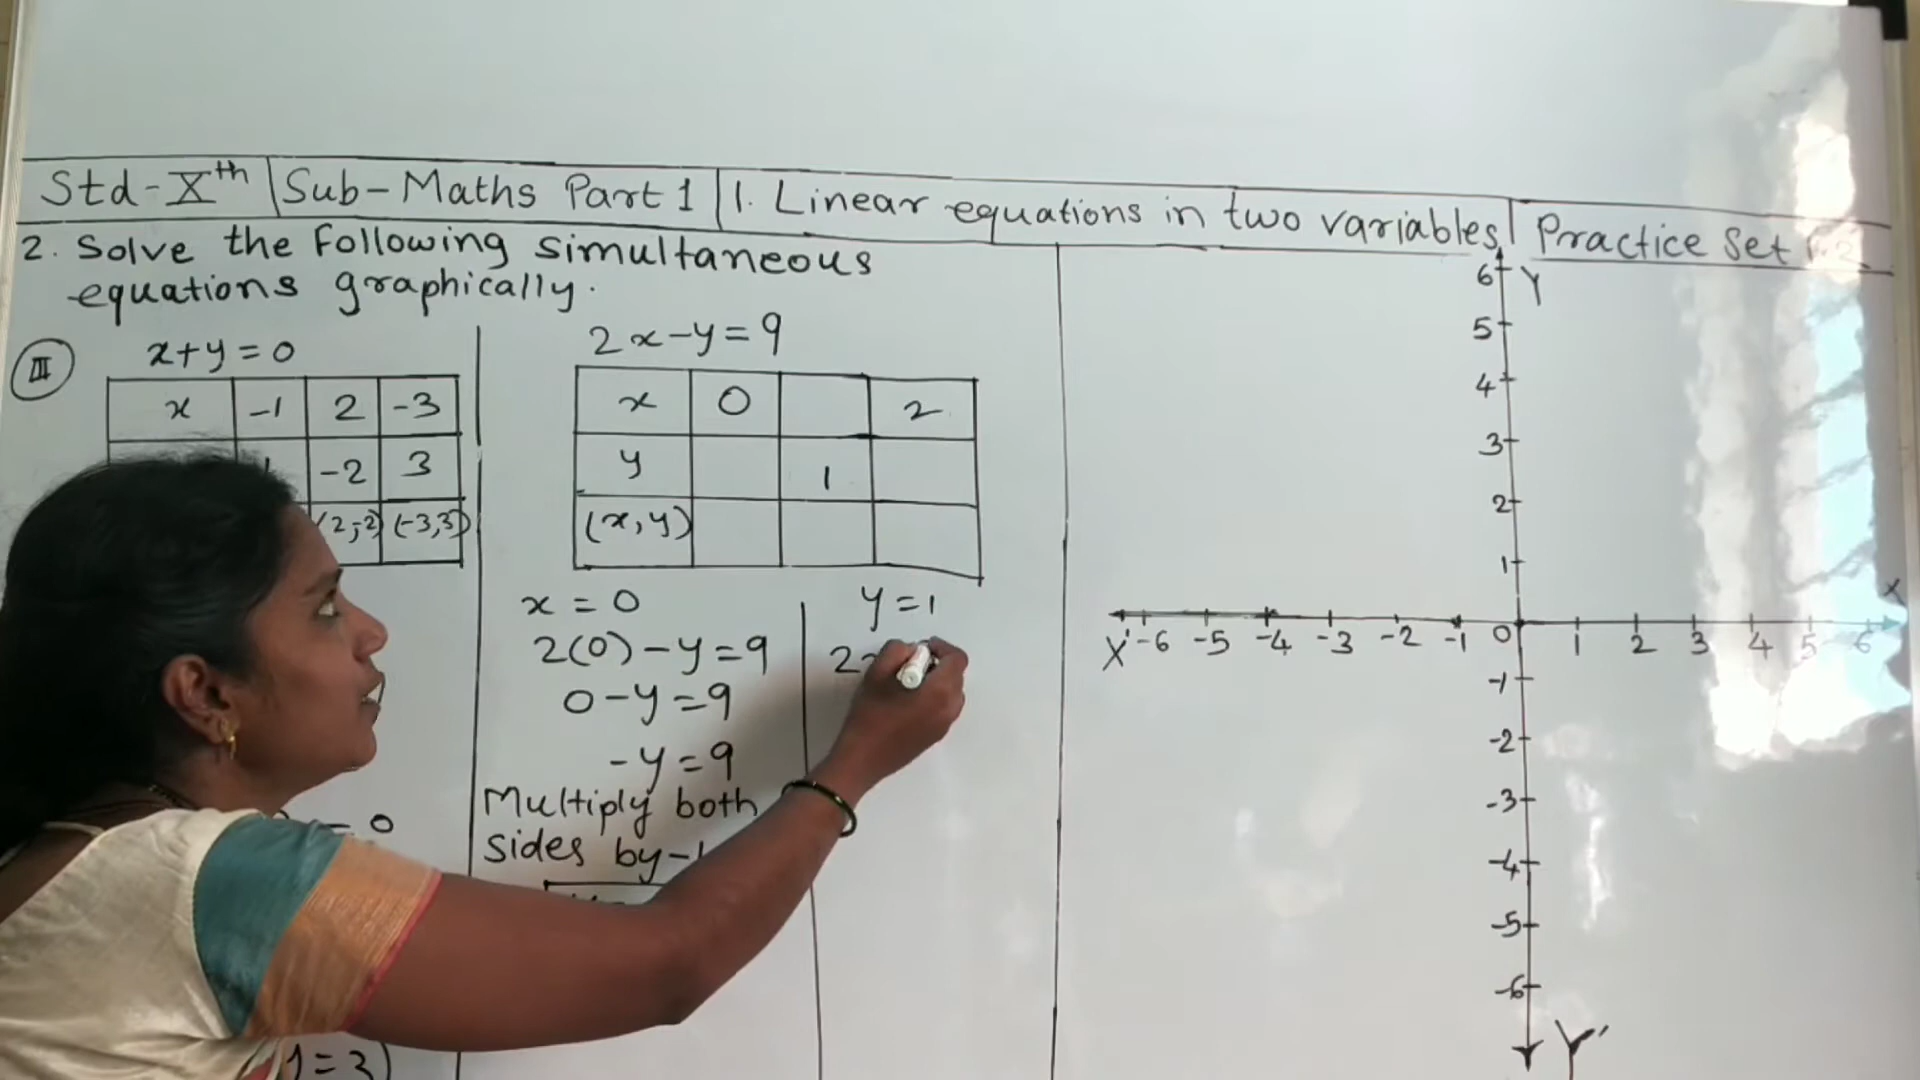 Std-Xth | Sub-Maths Part 1 | 1. Linear equations in two variables | Practice Set
2. Solve the Following simultaneous
equations graphically.
III
x+y=0
x -1 2 -3
-2 3
(2,-2) (-3,3)
= 0
2x-y=9
x 0 2
y 1
(x,y)
x = 0
2(0)-y=9
0-y=9
-y=9
Multiply both
sides by -1
y=1
Y
6
5
4
3
2
1
X' -6 -5 -4 -3 -2 -1 0 1 2 3 4 5 6 X
-1
-2
-3
-4
-5
-6
Y'